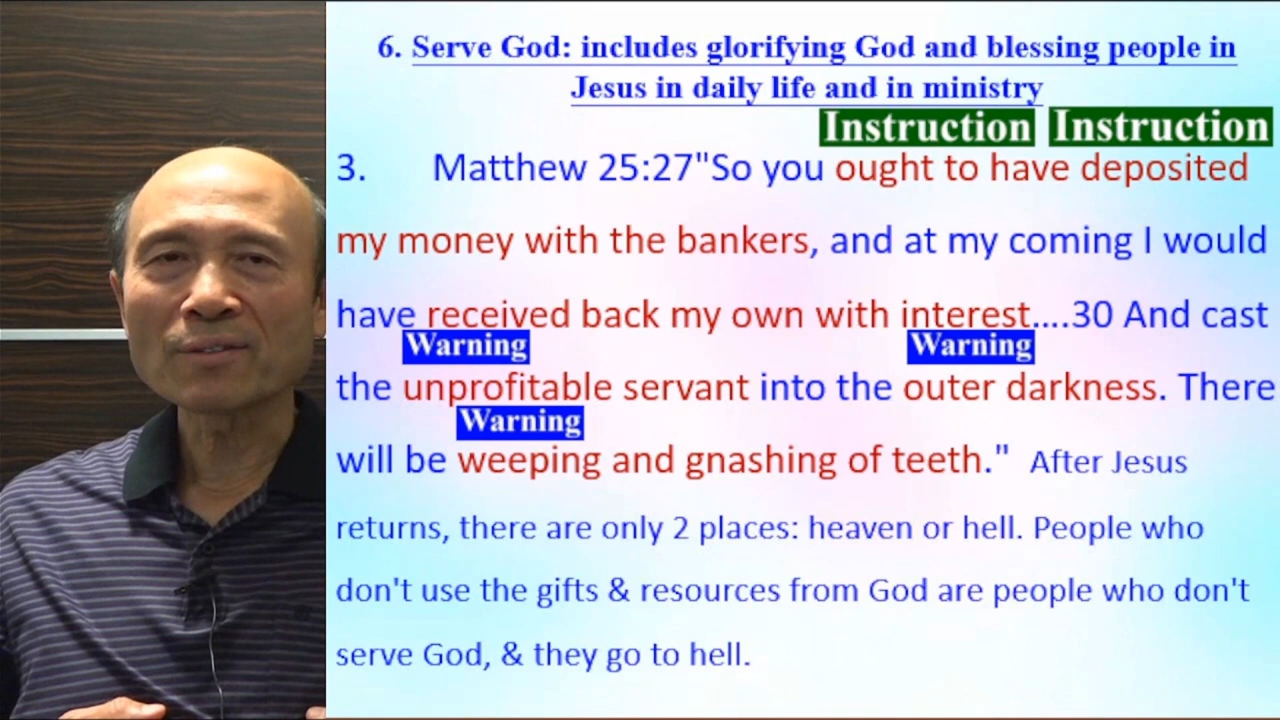 6. Serve God: includes glorifying God and blessing people in
Jesus in daily life and in ministry
Instruction Instruction
3. Matthew 25:27"So you ought to have deposited
my money with the bankers, and at my coming I would
have received back my own with interest....30 And cast
Warning Warning
the unprofitable servant into the outer darkness. There
Warning
will be weeping and gnashing of teeth." After Jesus
returns, there are only 2 places: heaven or hell. People who
don't use the gifts & resources from God are people who don't
serve God, & they go to hell.